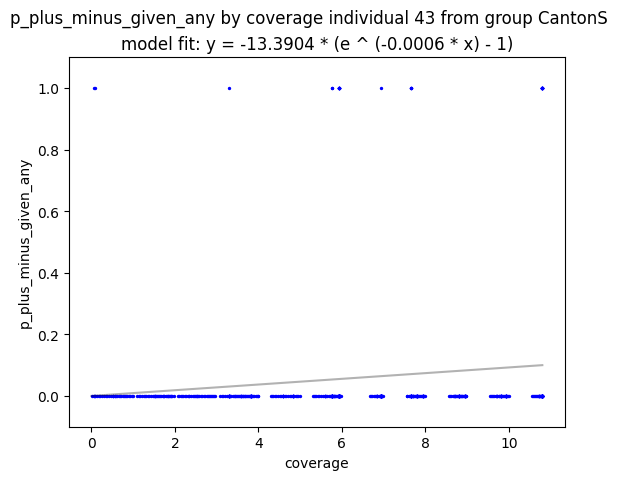 p_plus_minus_given_any by coverage individual 43 from group CantonS
model fit: y = -13.3904 * (e ^ (-0.0006 * x) - 1)
1.0
0.8
0.6
0.4
0.2
0.0
p_plus_minus_given_any
0 2 4 6 8 10
coverage